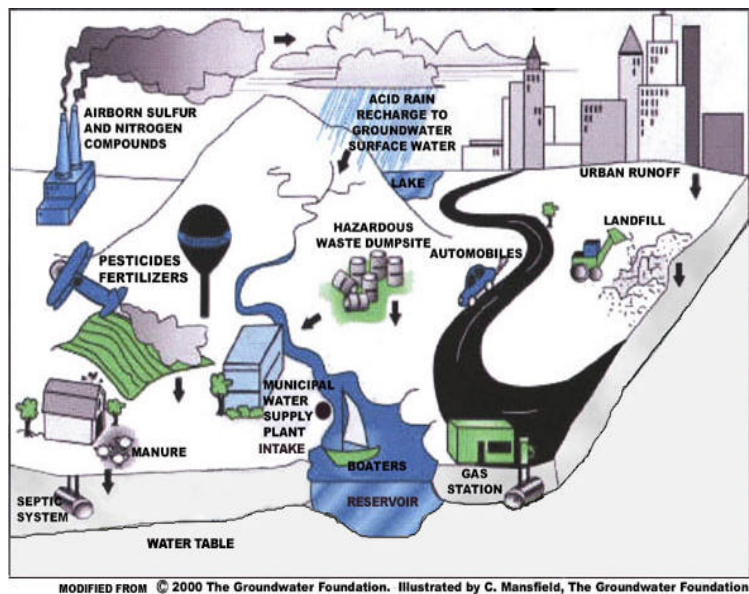 AIRBORN SULFUR
AND NITROGEN
COMPOUNDS
ACID RAIN
RECHARGE TO
GROUNDWATER
SURFACE WATER
LAKE
URBAN RUNOFF
PESTICIDES
FERTILIZERS
HAZARDOUS
WASTE DUMPSITE
AUTOMOBILES
LANDFILL
MUNICIPAL
WATER
SUPPLY
PLANT
INTAKE
MANURE
BOATERS
GAS
STATION
SEPTIC
SYSTEM
RESERVOIR
WATER TABLE
MODIFIED FROM © 2000 The Groundwater Foundation. Illustrated by C. Mansfield, The Groundwater Foundation